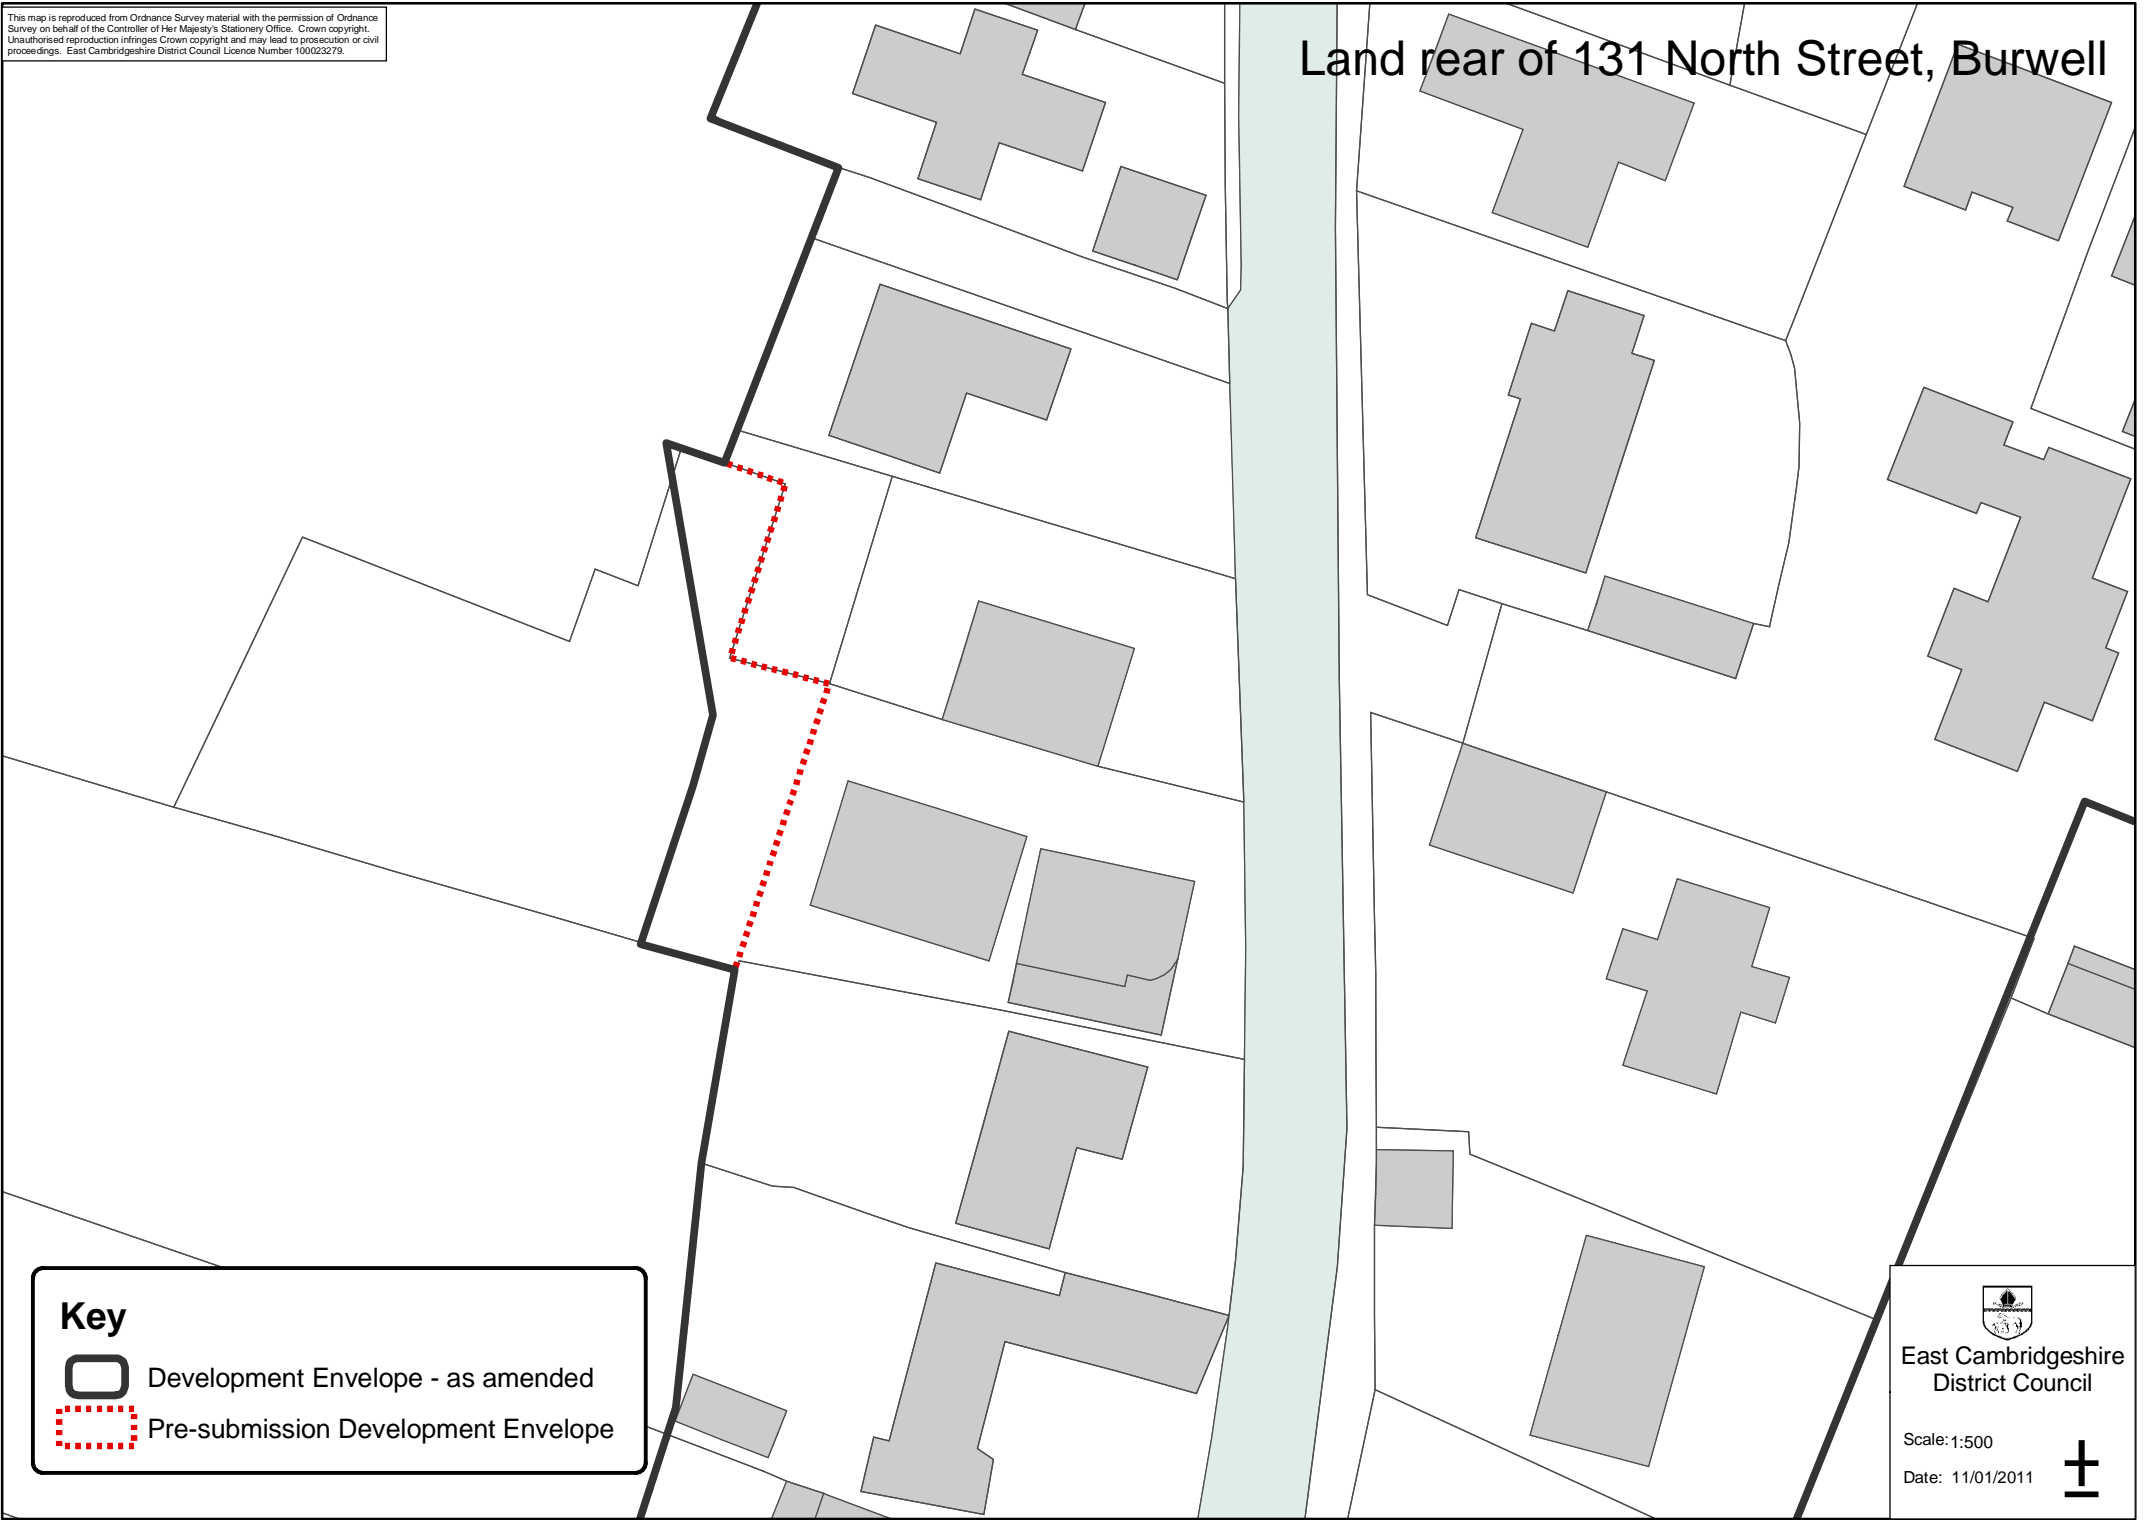 This map is reproduced from Ordnance Survey material with the permission of Ordnance
Survey on behalf of the Controller of Her Majesty's Stationery Office. Crown copyright.
Unauthorised reproduction infringes Crown copyright and may lead to prosecution or civil
proceedings. East Cambridgeshire District Council Licence Number 100023279.
Land rear of 131 North Street, Burwell
Key
Development Envelope - as amended
Pre-submission Development Envelope
East Cambridgeshire
District Council
Scale: 1:500
Date: 11/01/2011